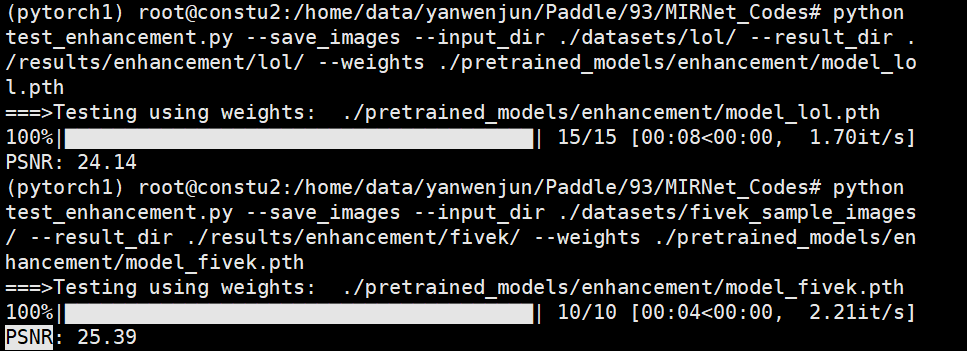 (pytorch1) root@constu2:/home/data/yanwenjun/Paddle/93/MIRNet_Codes# python
test_enhancement.py --save_images --input_dir ./datasets/lol/ --result_dir .
/results/enhancement/lol/ --weights ./pretrained_models/enhancement/model_lo
l.pth
===>Testing using weights:  ./pretrained_models/enhancement/model_lol.pth
100%|███████████████████████████████████████| 15/15 [00:08<00:00,  1.70it/s]
PSNR: 24.14
(pytorch1) root@constu2:/home/data/yanwenjun/Paddle/93/MIRNet_Codes# python
test_enhancement.py --save_images --input_dir ./datasets/fivek_sample_images
/ --result_dir ./results/enhancement/fivek/ --weights ./pretrained_models/en
hancement/model_fivek.pth
===>Testing using weights:  ./pretrained_models/enhancement/model_fivek.pth
100%|███████████████████████████████████████| 10/10 [00:04<00:00,  2.21it/s]
PSNR: 25.39